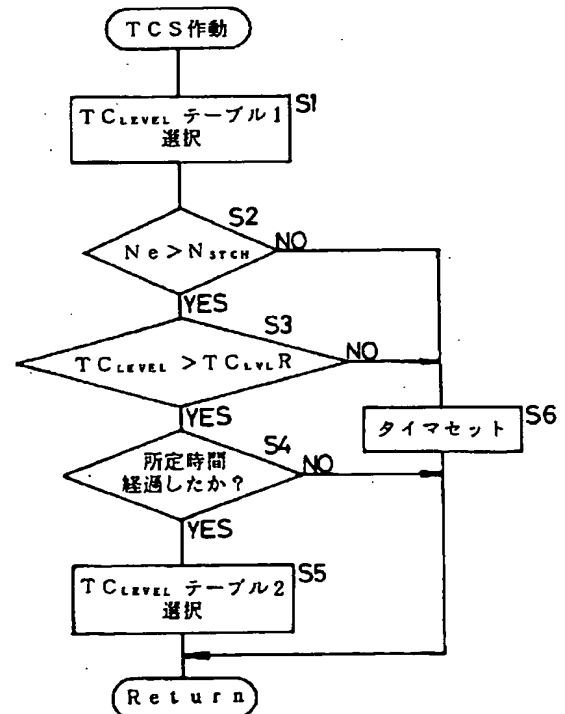 TCS作動
S1
TCLEVEL テーブル1
選択
S2
Ne>NSTCH
NO
YES
S3
TCLEVEL >TCLVLR
NO
YES
タイマセット
S6
S4
所定時間
経過したか?
NO
YES
S5
TCLEVEL テーブル2
選択
Return